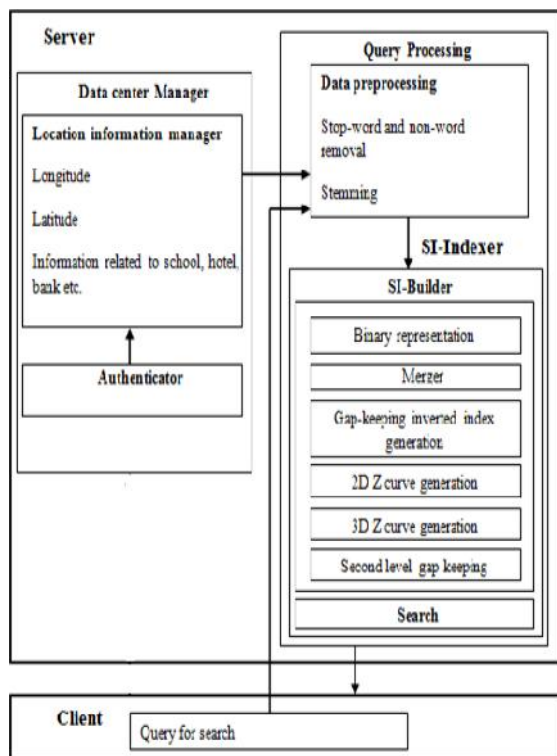 Server
Data center Manager
Location information manager
Longitude
Latitude
Information related to school, hotel,
bank etc.
Authenticator
Query Processing
Data preprocessing
Stop-word and non-word
removal
Stemming
SI-Indexer
SI-Builder
Binary representation
Merzer
Gap-keeping inverted index
generation
2D Z curve generation
3D Z curve generation
Second level gap keeping
Search
Client
Query for search